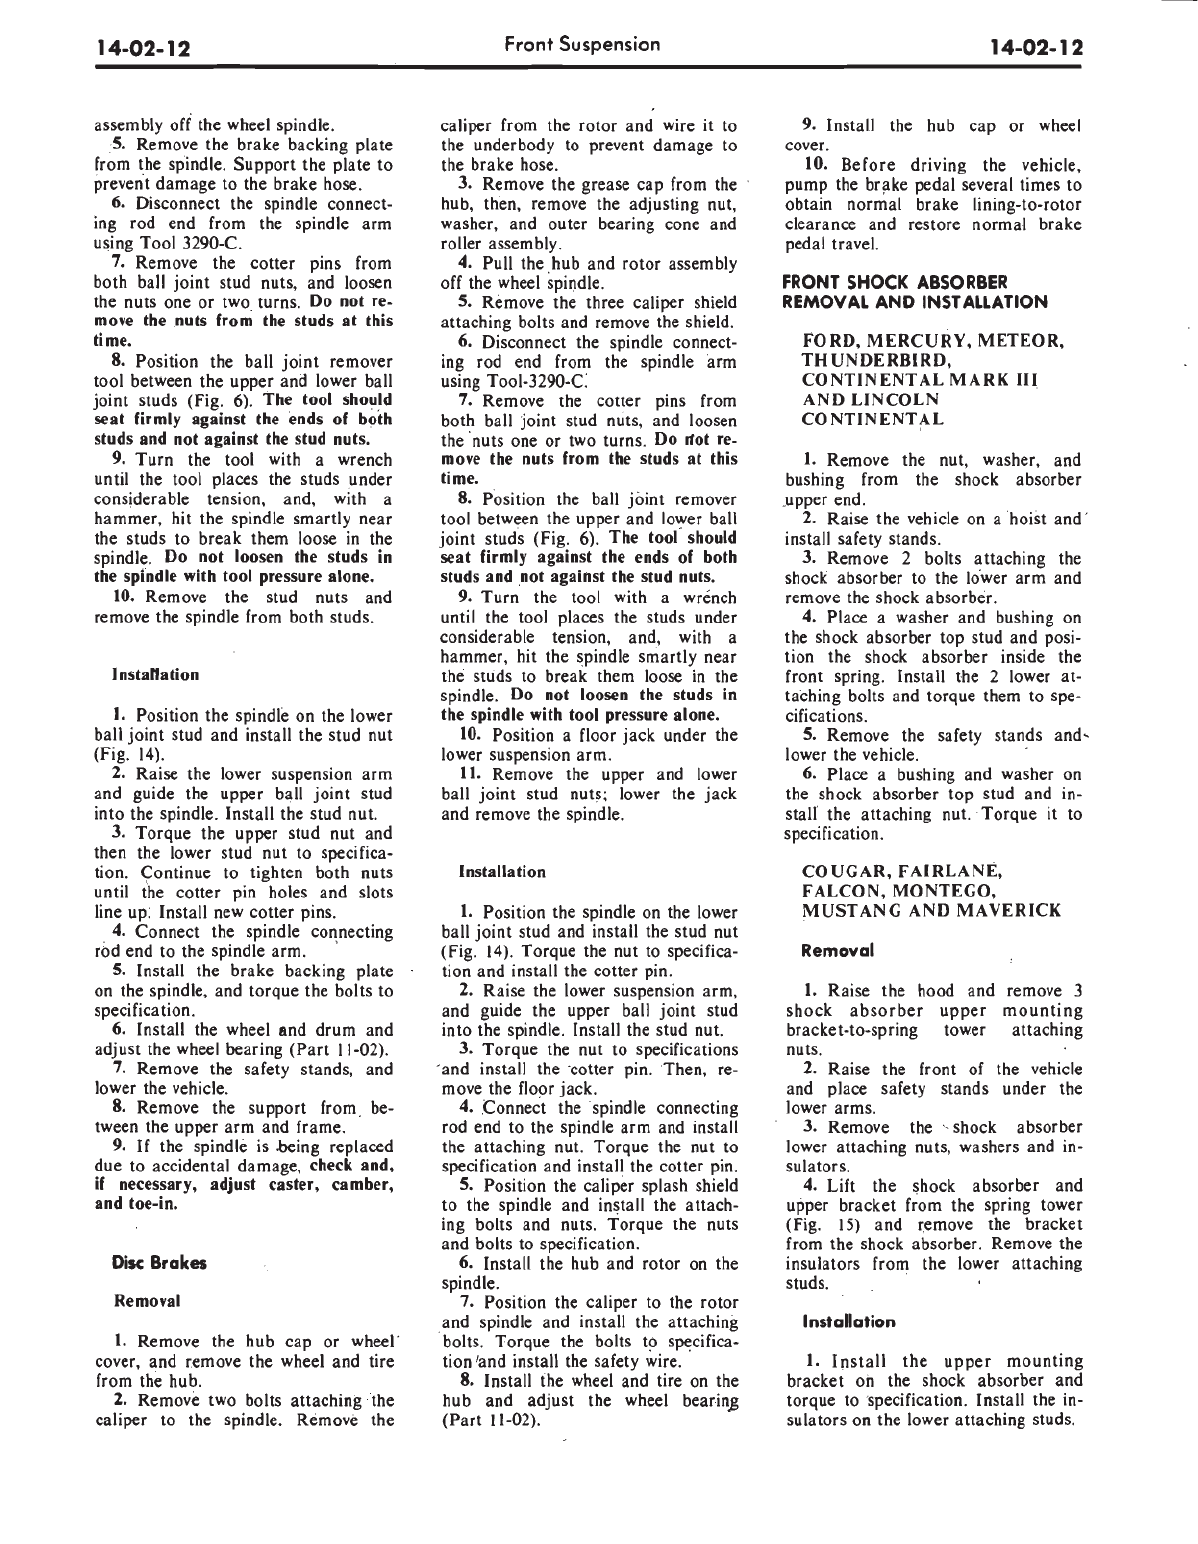 14-02-12
Front Suspension
14-02-12
assembly off the wheel spindle.
5. Remove the brake backing plate
from the spindle. Support the plate to
prevent damage to the brake hose.
6. Disconnect the spindle connect-
ing rod end from the spindle arm
using Tool 3290-C.
7. Remove the cotter pins from
both ball joint stud nuts, and loosen
the nuts one or two turns. Do not re-
move the nuts from the studs at this
time.
8. Position the ball joint remover
tool between the upper and lower ball
joint studs (Fig. 6). The tool should
seat firmly against the ends of both
studs and not against the stud nuts.
9. Turn the tool with a wrench
until the tool places the studs under
considerable tension, and, with a
hammer, hit the spindle smartly near
the studs to break them loose in the
spindle. Do not loosen the studs in
the spindle with tool pressure alone.
10. Remove the stud nuts and
remove the spindle from both studs.
Installation
1. Position the spindle on the lower
ball joint stud and install the stud nut
(Fig. 14).
2. Raise the lower suspension arm
and guide the upper ball joint stud
into the spindle. Install the stud nut.
3. Torque the upper stud nut and
then the lower stud nut to specifica-
tion. Continue to tighten both nuts
until the cotter pin holes and slots
line up. Install new cotter pins.
4. Connect the spindle connecting
rod end to the spindle arm.
5. Install the brake backing plate
on the spindle, and torque the bolts to
specification.
6. Install the wheel and drum and
adjust the wheel bearing (Part 11-02).
7. Remove the safety stands, and
lower the vehicle.
8. Remove the support from be-
tween the upper arm and frame.
9. If the spindle is being replaced
due to accidental damage, check and,
if necessary, adjust caster, camber,
and toe-in.
Disc Brakes
Removal
1. Remove the hub cap or wheel
cover, and remove the wheel and tire
from the hub.
2. Remove two bolts attaching the
caliper to the spindle. Remove the
caliper from the rotor and wire it to
the underbody to prevent damage to
the brake hose.
3. Remove the grease cap from the
hub, then, remove the adjusting nut,
washer, and outer bearing cone and
roller assembly.
4. Pull the hub and rotor assembly
off the wheel spindle.
5. Remove the three caliper shield
attaching bolts and remove the shield.
6. Disconnect the spindle connect-
ing rod end from the spindle arm
using Tool-3290-C.
7. Remove the cotter pins from
both ball joint stud nuts, and loosen
the nuts one or two turns. Do not re-
move the nuts from the studs at this
time.
8. Position the ball joint remover
tool between the upper and lower ball
joint studs (Fig. 6). The tool should
seat firmly against the ends of both
studs and not against the stud nuts.
9. Turn the tool with a wrench
until the tool places the studs under
considerable tension, and, with a
hammer, hit the spindle smartly near
the studs to break them loose in the
spindle. Do not loosen the studs in
the spindle with tool pressure alone.
10. Position a floor jack under the
lower suspension arm.
11. Remove the upper and lower
ball joint stud nuts; lower the jack
and remove the spindle.
Installation
1. Position the spindle on the lower
ball joint stud and install the stud nut
(Fig. 14). Torque the nut to specifica-
tion and install the cotter pin.
2. Raise the lower suspension arm,
and guide the upper ball joint stud
into the spindle. Install the stud nut.
3. Torque the nut to specifications
and install the cotter pin. Then, re-
move the floor jack.
4. Connect the spindle connecting
rod end to the spindle arm and install
the attaching nut. Torque the nut to
specification and install the cotter pin.
5. Position the caliper splash shield
to the spindle and install the attach-
ing bolts and nuts. Torque the nuts
and bolts to specification.
6. Install the hub and rotor on the
spindle.
7. Position the caliper to the rotor
and spindle and install the attaching
bolts. Torque the bolts to specifica-
tion and install the safety wire.
8. Install the wheel and tire on the
hub and adjust the wheel bearing
(Part 11-02).
9. Install the hub cap or wheel
cover.
10. Before driving the vehicle,
pump the brake pedal several times to
obtain normal brake lining-to-rotor
clearance and restore normal brake
pedal travel.
FRONT SHOCK ABSORBER
REMOVAL AND INSTALLATION
FORD, MERCURY, METEOR,
THUNDERBIRD,
CONTINENTAL MARK III
AND LINCOLN
CONTINENTAL
1. Remove the nut, washer, and
bushing from the shock absorber
upper end.
2. Raise the vehicle on a hoist and
install safety stands.
3. Remove 2 bolts attaching the
shock absorber to the lower arm and
remove the shock absorber.
4. Place a washer and bushing on
the shock absorber top stud and posi-
tion the shock absorber inside the
front spring. Install the 2 lower at-
taching bolts and torque them to spe-
cifications.
5. Remove the safety stands and
lower the vehicle.
6. Place a bushing and washer on
the shock absorber top stud and in-
stall the attaching nut. Torque it to
specification.
COUGAR, FAIRLANE,
FALCON, MONTEGO,
MUSTANG AND MAVERICK
Removal
1. Raise the hood and remove 3
shock absorber upper mounting
bracket-to-spring tower attaching
nuts.
2. Raise the front of the vehicle
and place safety stands under the
lower arms.
3. Remove the shock absorber
lower attaching nuts, washers and in-
sulators.
4. Lift the shock absorber and
upper bracket from the spring tower
(Fig. 15) and remove the bracket
from the shock absorber. Remove the
insulators from the lower attaching
studs.
Installation
1. Install the upper mounting
bracket on the shock absorber and
torque to specification. Install the in-
sulators on the lower attaching studs.